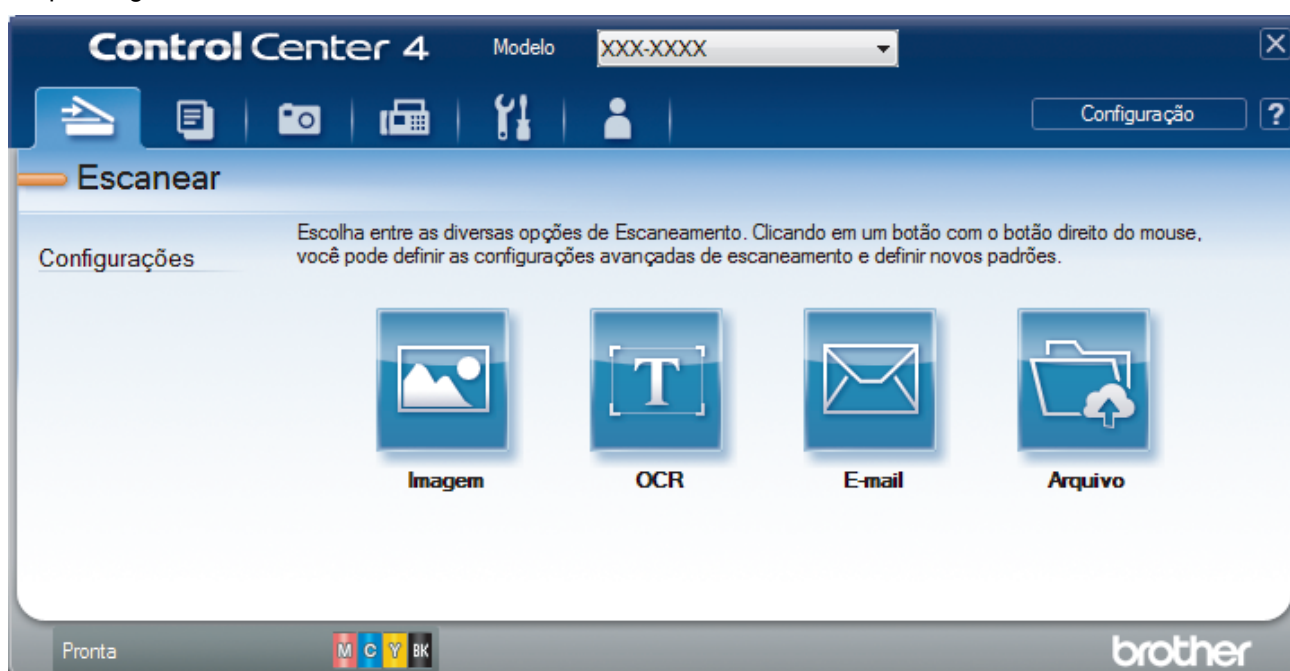 Control Center 4
Modelo
XXX-XXXX
Configuração
?
Escanear
Configurações
Escolha entre as diversas opções de Escaneamento. Clicando em um botão com o botão direito do mouse,
você pode definir as configurações avançadas de escaneamento e definir novos padrões.
T
Imagem
OCR
E-mail
Arquivo
Pronta
M C Y BK
brother